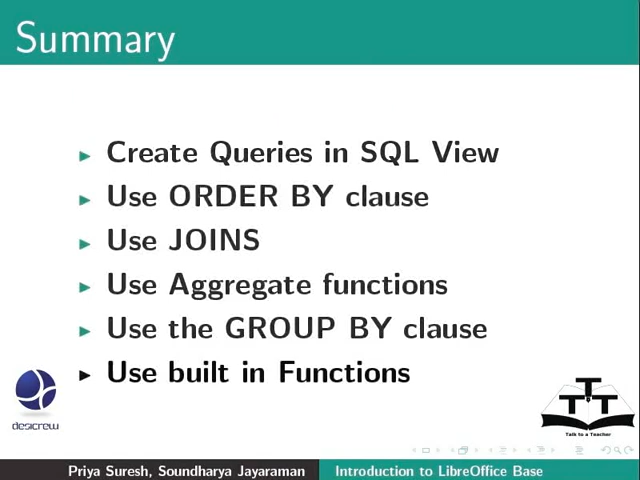 Summary
Create Queries in SQL View
Use ORDER BY clause
Use JOINS
Use Aggregate functions
Use the GROUP BY clause
Use built in Functions
desicrew
TTT
Talk to a Teacher
Priya Suresh, Soundharya Jayaraman
Introduction to LibreOffice Base